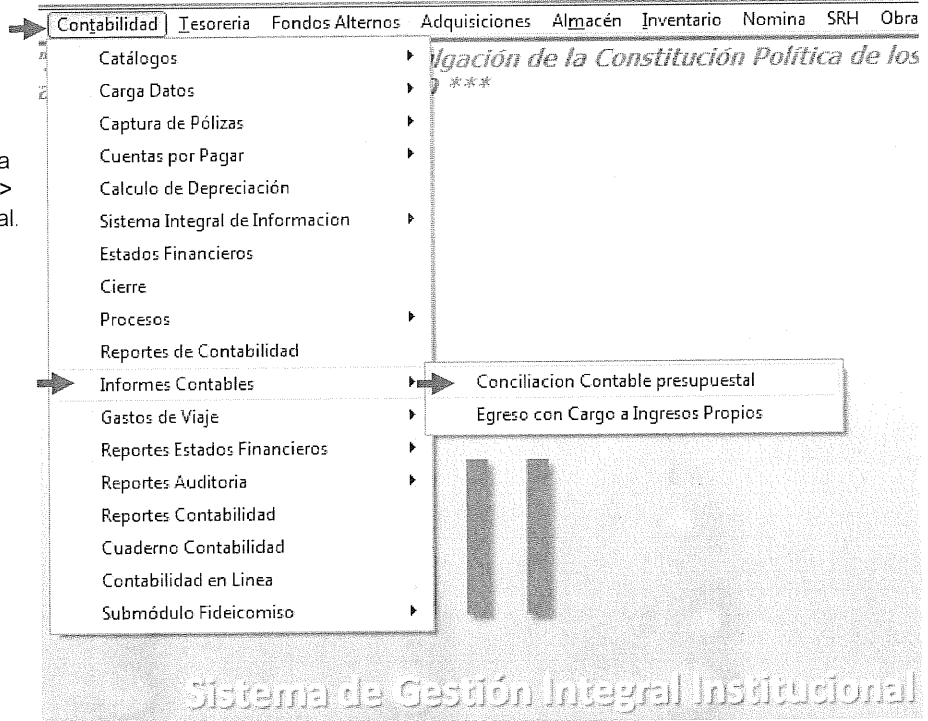 Contabilidad Tesoreria Fondos Alternos Adquisiciones Almacén Inventario Nomina SRH Obra
lgación de la Constitución Política de los
***
a
>
al.
Catálogos
Carga Datos
Captura de Pólizas
Cuentas por Pagar
Calculo de Depreciación
Sistema Integral de Informacion
Estados Financieros
Cierre
Procesos
Reportes de Contabilidad
Informes Contables
Conciliacion Contable presupuestal
Egreso con Cargo a Ingresos Propios
Gastos de Viaje
Reportes Estados Financieros
Reportes Auditoria
Reportes Contabilidad
Cuaderno Contabilidad
Contabilidad en Linea
Submódulo Fideicomiso
Sistema de Gestión Integral Institucional